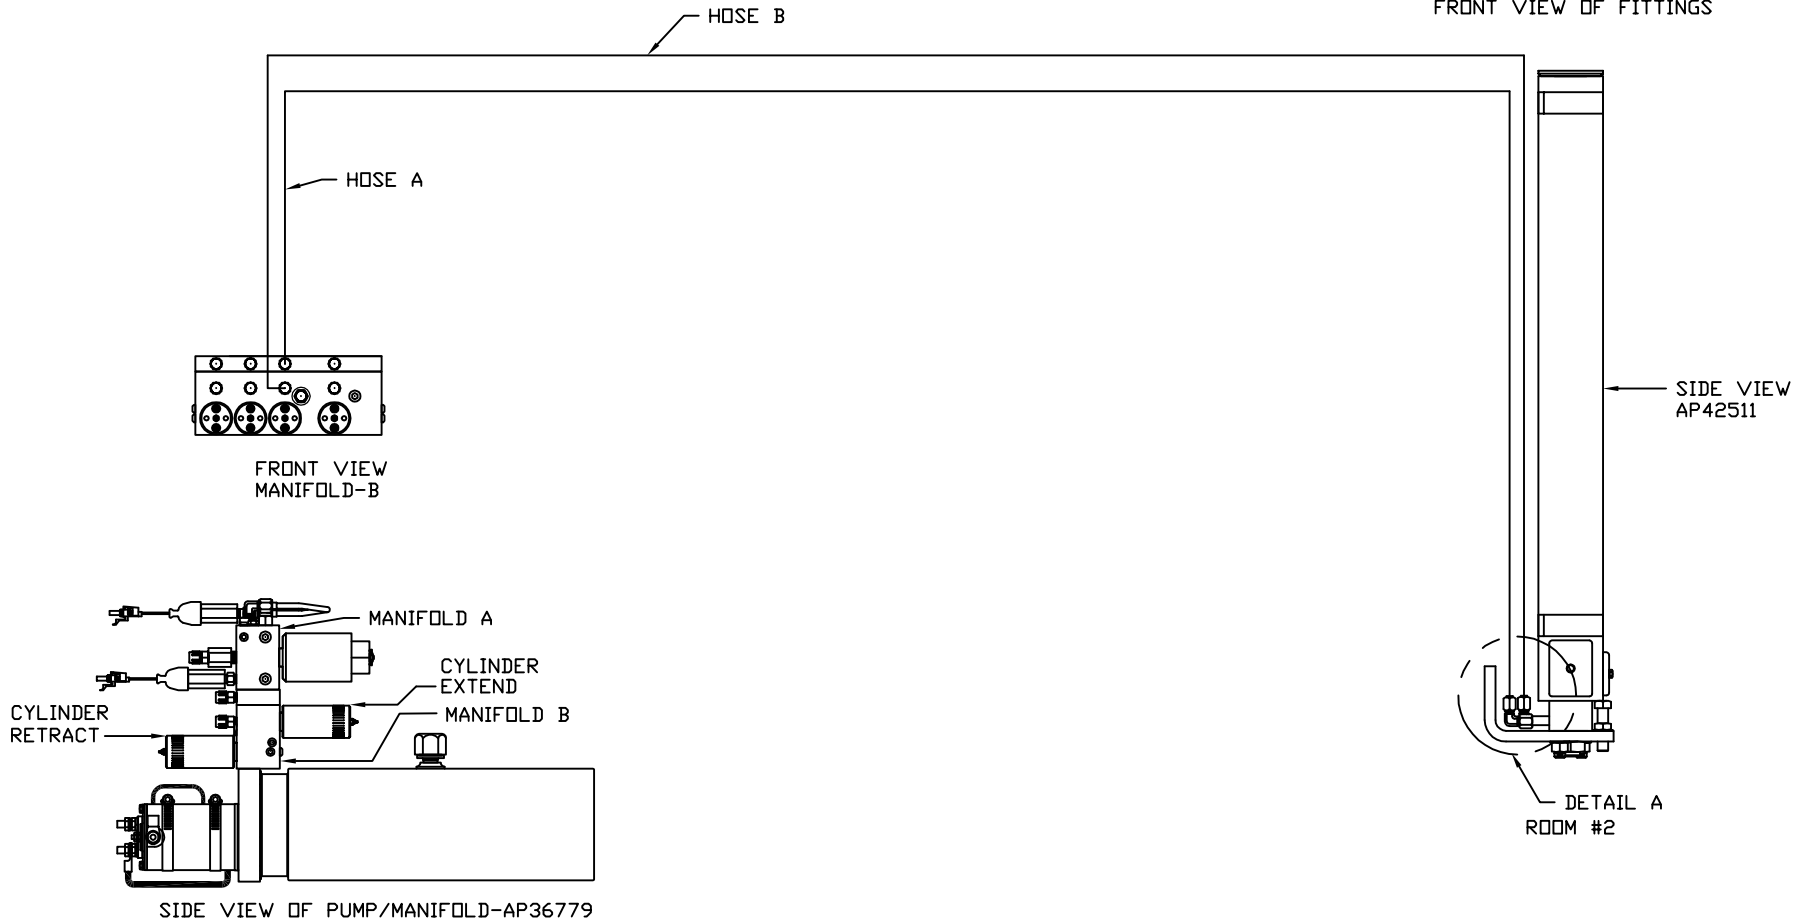 FRONT VIEW OF FITTINGS
HOSE B
HOSE A
SIDE VIEW
AP42511
FRONT VIEW
MANIFOLD-B
MANIFOLD A
CYLINDER
EXTEND
MANIFOLD B
CYLINDER
RETRACT
DETAIL A
ROOM #2
SIDE VIEW OF PUMP/MANIFOLD-AP36779